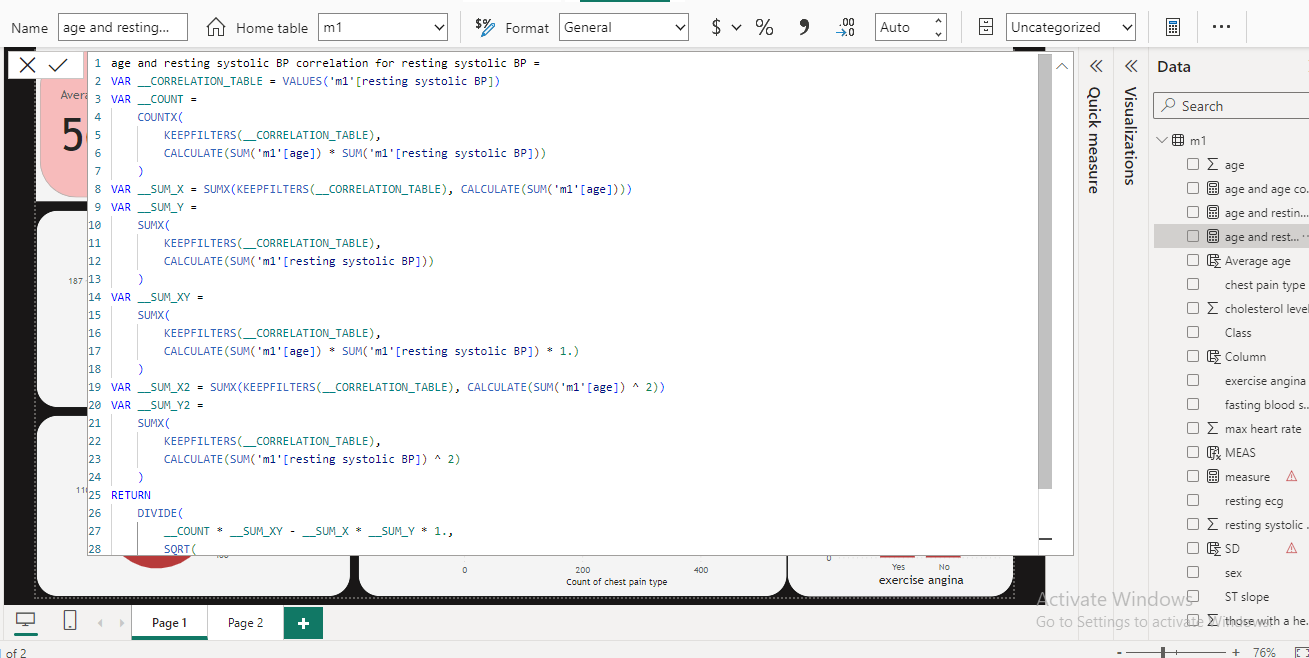 Name age and resting... Home table m1 Format General $ % .00 Auto Uncategorized
1 age and resting systolic BP correlation for resting systolic BP =
2 VAR __CORRELATION_TABLE = VALUES('m1'[resting systolic BP])
3 VAR __COUNT =
4 COUNTX(
5 KEEPFILTERS(__CORRELATION_TABLE),
6 CALCULATE(SUM('m1'[age]) * SUM('m1'[resting systolic BP]))
7 )
8 VAR __SUM_X = SUMX(KEEPFILTERS(__CORRELATION_TABLE), CALCULATE(SUM('m1'[age])))
9 VAR __SUM_Y =
10 SUMX(
11 KEEPFILTERS(__CORRELATION_TABLE),
12 CALCULATE(SUM('m1'[resting systolic BP]))
13 )
14 VAR __SUM_XY =
15 SUMX(
16 KEEPFILTERS(__CORRELATION_TABLE),
17 CALCULATE(SUM('m1'[age]) * SUM('m1'[resting systolic BP]) * 1.)
18 )
19 VAR __SUM_X2 = SUMX(KEEPFILTERS(__CORRELATION_TABLE), CALCULATE(SUM('m1'[age]) ^ 2))
20 VAR __SUM_Y2 =
21 SUMX(
22 KEEPFILTERS(__CORRELATION_TABLE),
23 CALCULATE(SUM('m1'[resting systolic BP]) ^ 2)
24 )
25 RETURN
26 DIVIDE(
27 __COUNT * __SUM_XY - __SUM_X * __SUM_Y * 1.,
28 SQRT(
Avera
5
187
0 200 400
Count of chest pain type
0
Yes No
exercise angina
Quick measure
Visualizations
Data
Search
m1
age
age and age co...
age and restin...
age and rest... ...
Average age
chest pain type
cholesterol level
Class
Column
exercise angina
fasting blood s...
max heart rate
MEAS
measure
resting ecg
resting systolic
SD
sex
ST slope
those with a he...
Activate Windows
Go to Settings to activate Windows.
Page 1 Page 2 +
1 of 2
- + 76%